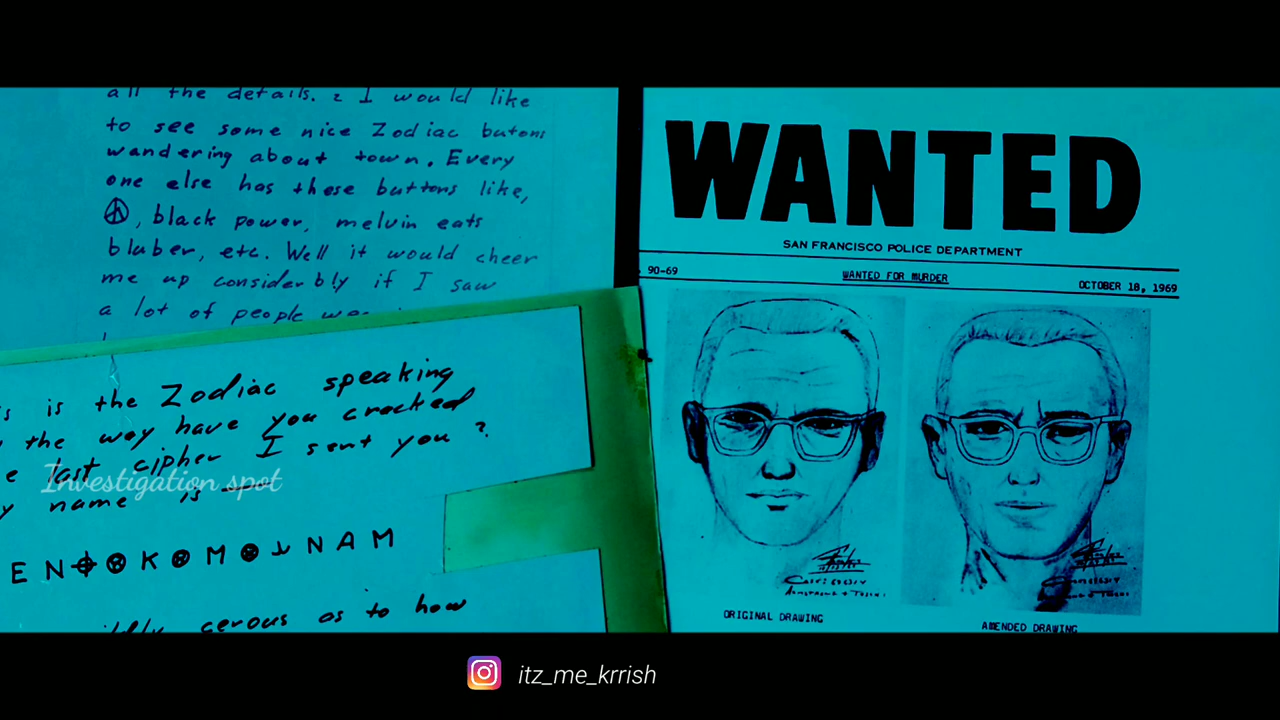 all the details. 2 I would like
to see some nice Zodiac butons
wandering about town. Every
one else has these buttons like,
black power, melvin eats
bluber, etc. Well it would cheer
me up considerbly if I saw
a lot of people
is is the Zodiac speaking
the way have you cracked
last cipher I sent you ?
name is
Investigation spot
E N K M N A M
cerous as to how
WANTED
SAN FRANCISCO POLICE DEPARTMENT
90-69 WANTED FOR MURDER OCTOBER 18, 1969
ORIGINAL DRAWING AMENDED DRAWING
itz_me_krrish